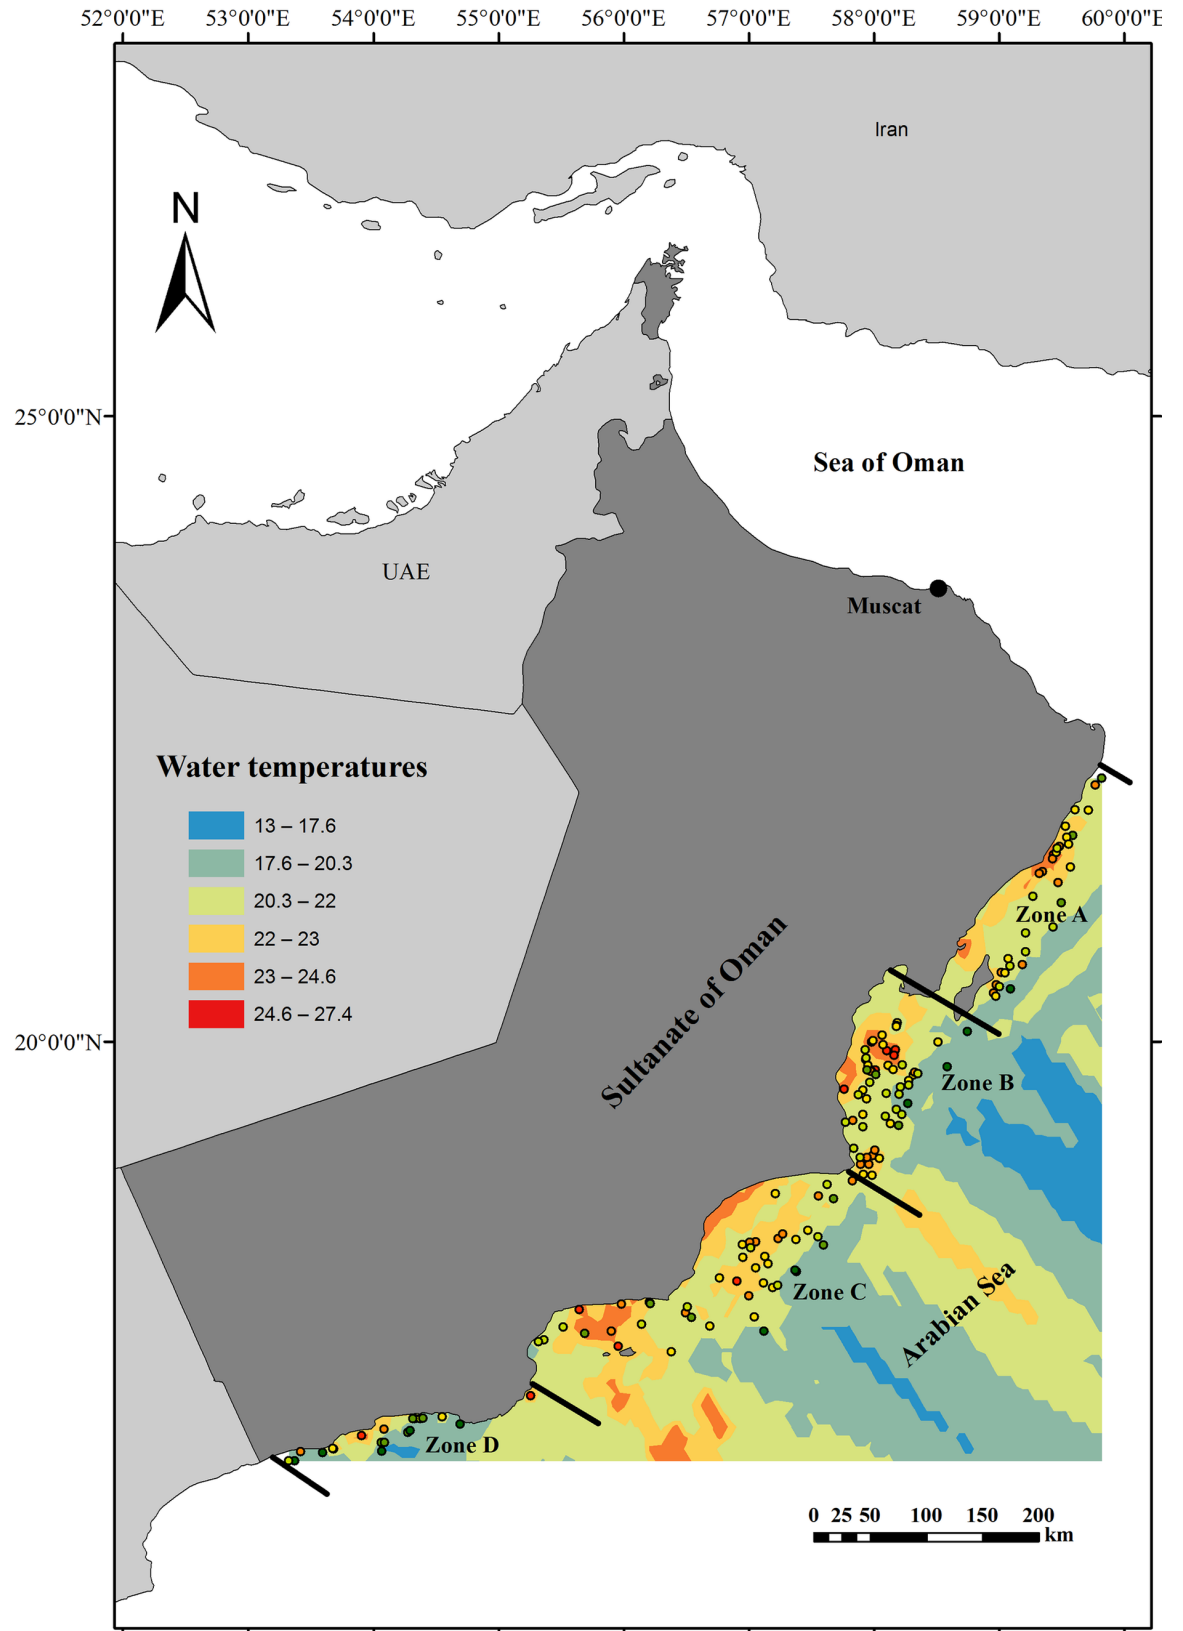 52°0'0"E 53°0'0"E 54°0'0"E 55°0'0"E 56°0'0"E 57°0'0"E 58°0'0"E 59°0'0"E 60°0'0"E
Iran
N
25°0'0"N
Sea of Oman
UAE
Muscat
Water temperatures
13 – 17.6
17.6 – 20.3
20.3 – 22
22 – 23
23 – 24.6
24.6 – 27.4
Zone A
Sultanate of Oman
20°0'0"N
Zone B
Zone C
Arabian Sea
Zone D
0 25 50 100 150 200
km